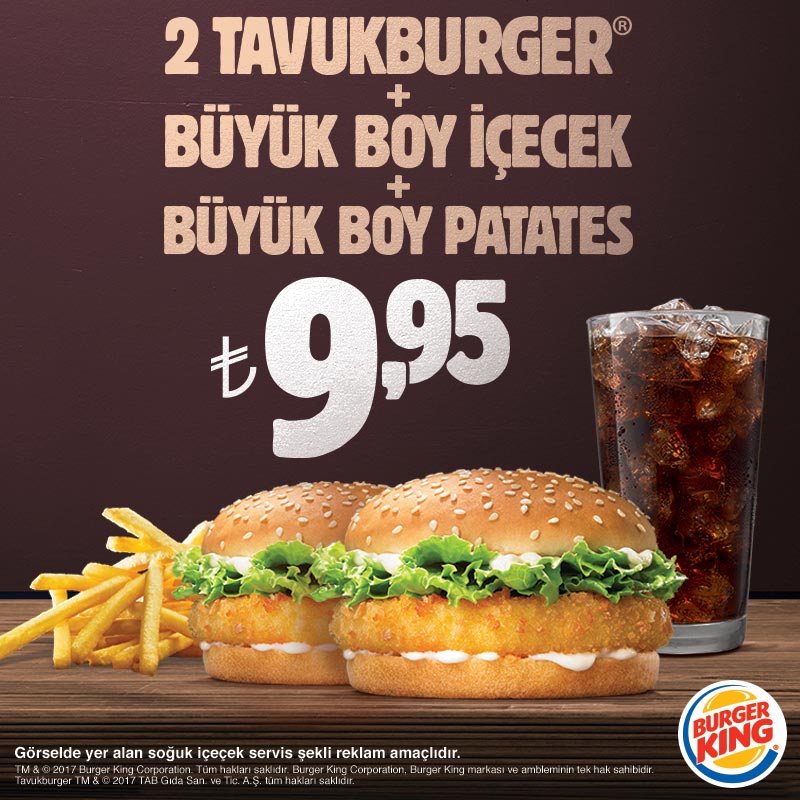 2 TAVUKBURGER®
+
BÜYÜK BOY İÇECEK
+
BÜYÜK BOY PATATES
₺9,95
BURGER
KING®
Görselde yer alan soğuk içeçek servis şekli reklam amaçlıdır.
TM & © 2017 Burger King Corporation. Tüm hakları saklıdır. Burger King Corporation, Burger King markası ve ambleminin tek hak sahibidir.
Tavukburger TM & © 2017 TAB Gıda San. ve Tic. A.Ş. tüm hakları saklıdır.